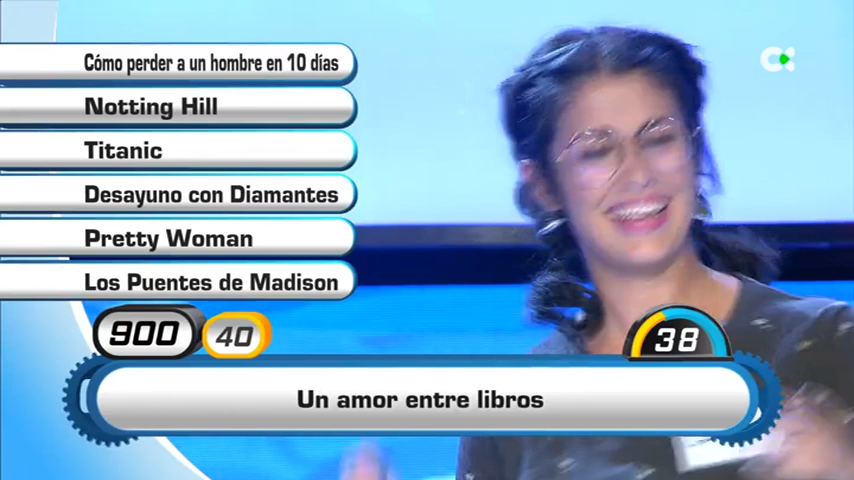 Cómo perder a un hombre en 10 días
Notting Hill
Titanic
Desayuno con Diamantes
Pretty Woman
Los Puentes de Madison
900
40
38
Un amor entre libros